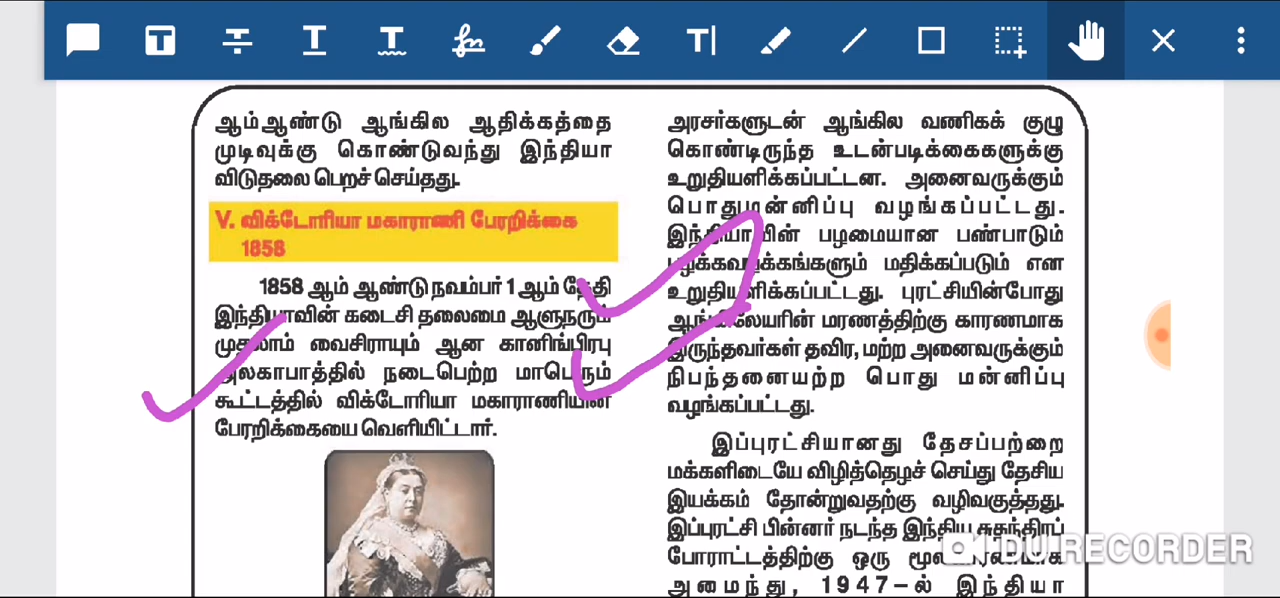 ஆம்ஆண்டு ஆங்கில ஆதிக்கத்தை
முடிவுக்கு கொண்டுவந்து இந்தியா
விடுதலை பெறச் செய்தது.
V. விக்டோரியா மகாராணி பேரறிக்கை
1858
1858 ஆம் ஆண்டு நவம்பர் 1 ஆம் தேதி
இந்தியாவின் கடைசி தலைமை ஆளுநரும்
முதலாம் வைசிராயும் ஆன கானிங்பிரபு
அலகாபாத்தில் நடைபெற்ற மாபெரும்
கூட்டத்தில் விக்டோரியா மகாராணியின்
பேரறிக்கையை வெளியிட்டார்.
அரசர்களுடன் ஆங்கில வணிகக் குழு
கொண்டிருந்த உடன்படிக்கைகளுக்கு
உறுதியளிக்கப்பட்டன. அனைவருக்கும்
பொதுமன்னிப்பு வழங்கப்பட்டது.
இந்தியாவின் பழமையான பண்பாடும்
பழக்கவழக்கங்களும் மதிக்கப்படும் என
உறுதியளிக்கப்பட்டது. புரட்சியின்போது
ஆங்கிலேயரின் மரணத்திற்கு காரணமாக
இருந்தவர்கள் தவிர, மற்ற அனைவருக்கும்
நிபந்தனையற்ற பொது மன்னிப்பு
வழங்கப்பட்டது.
இப்புரட்சியானது தேசப்பற்றை
மக்களிடையே விழித்தெழச் செய்து தேசிய
இயக்கம் தோன்றுவதற்கு வழிவகுத்தது.
இப்புரட்சி பின்னர் நடந்த இந்திய சுதந்திரப்
போராட்டத்திற்கு ஒரு
அமைந்து, 1947-ல் இந்தியா
DU RECORDER